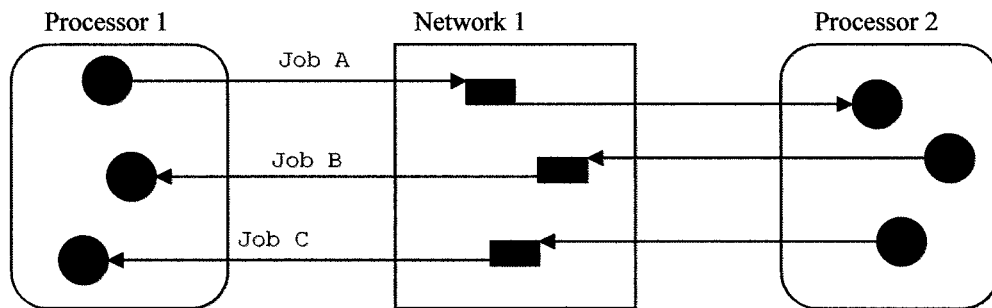 Processor 1
Network 1
Processor 2
Job A
Job B
Job C